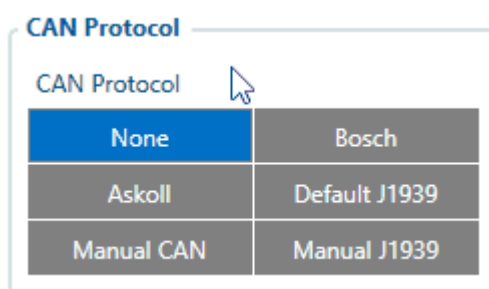 CAN Protocol
CAN Protocol
None Bosch
Askoll Default J1939
Manual CAN Manual J1939